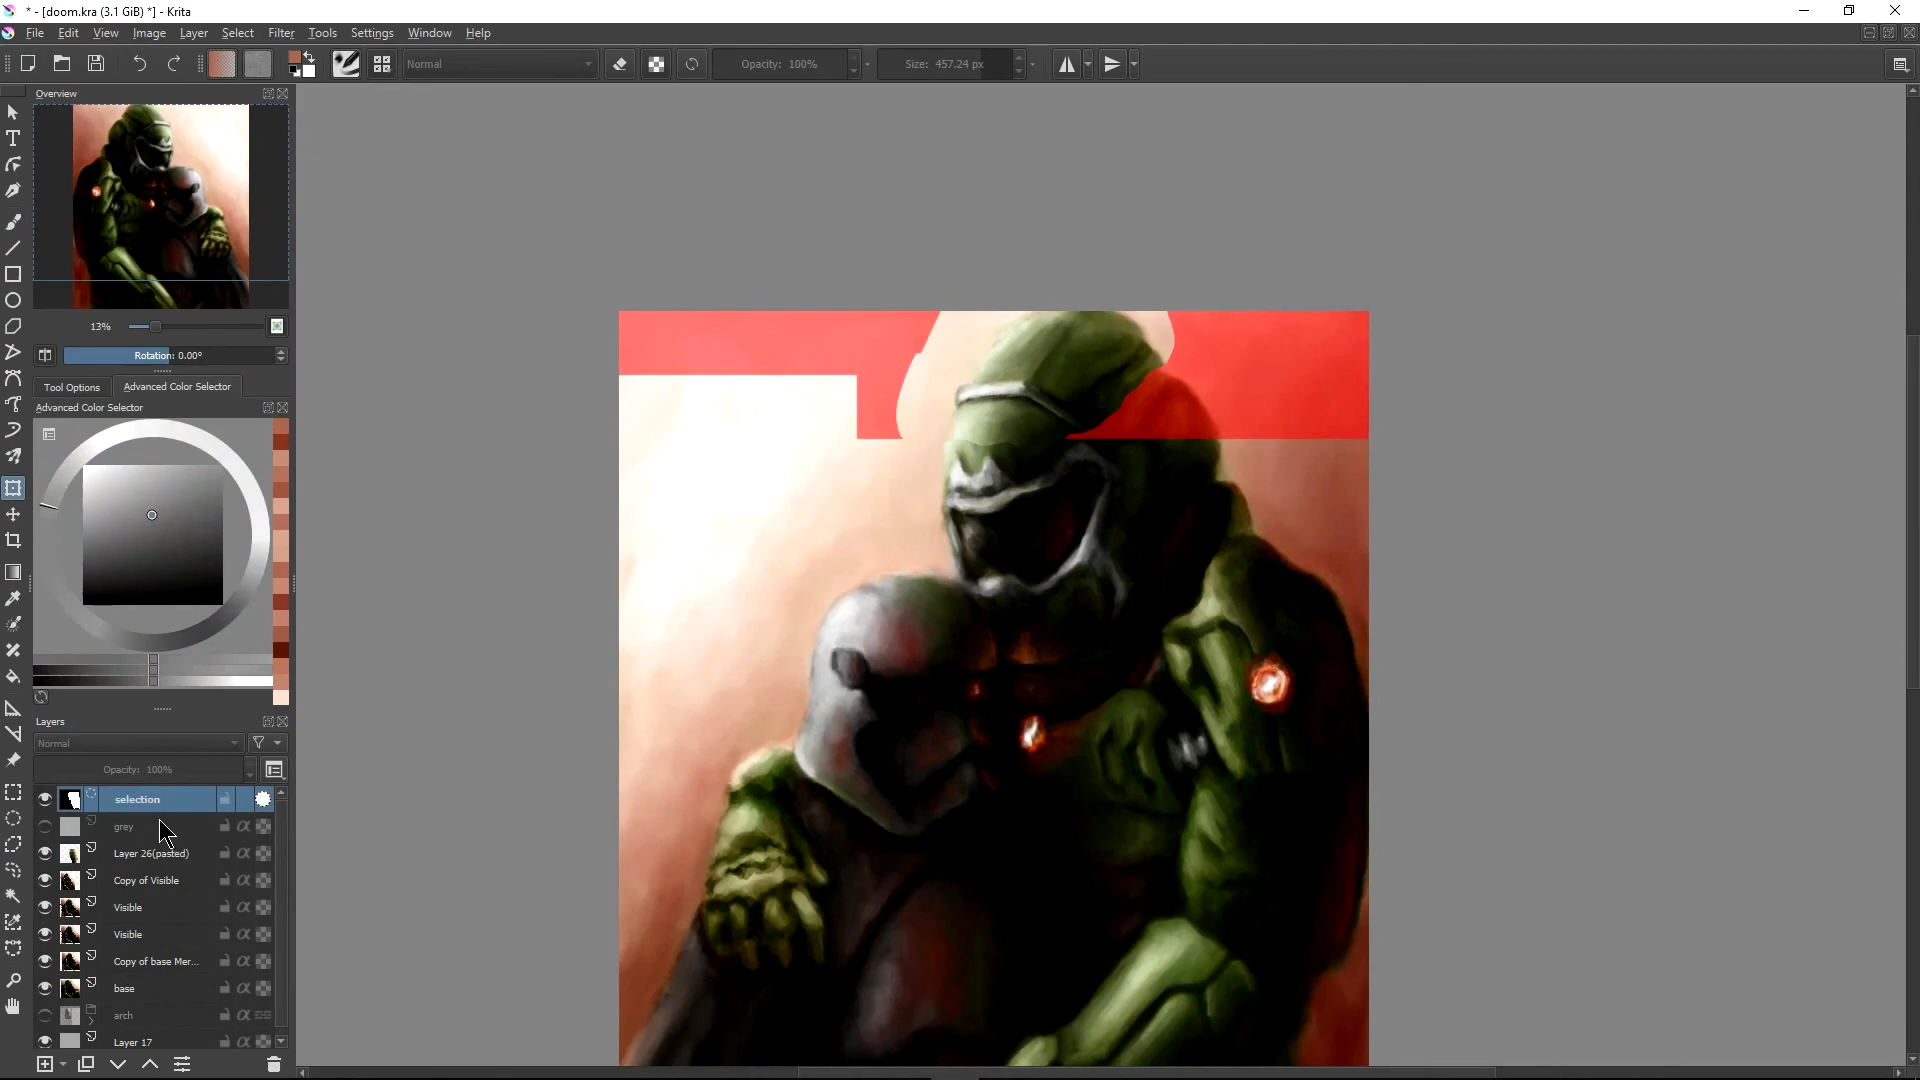 * - [doom.kra (3.1 GiB) *] - Krita
File Edit View Image Layer Select Filter Tools Settings Window Help
Normal Opacity: 100% Size: 457.24 px
Overview
13%
Rotation: 0.00°
Tool Options Advanced Color Selector
Advanced Color Selector
Layers
Normal
Opacity: 100%
selection
grey
Layer 26(pasted)
Copy of Visible
Visible
Visible
Copy of base Mer...
base
arch
Layer 17